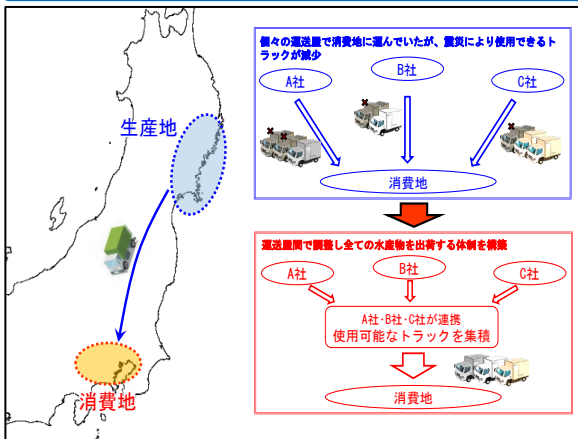 生産地
消費地
個々の運送屋で消費地に運んでいたが、震災により使用できるト
ラックが減少
A社
B社
C社
消費地
運送屋間で調整し全ての水産物を出荷する体制を構築
A社
B社
C社
A社・B社・C社が連携
使用可能なトラックを集積
消費地